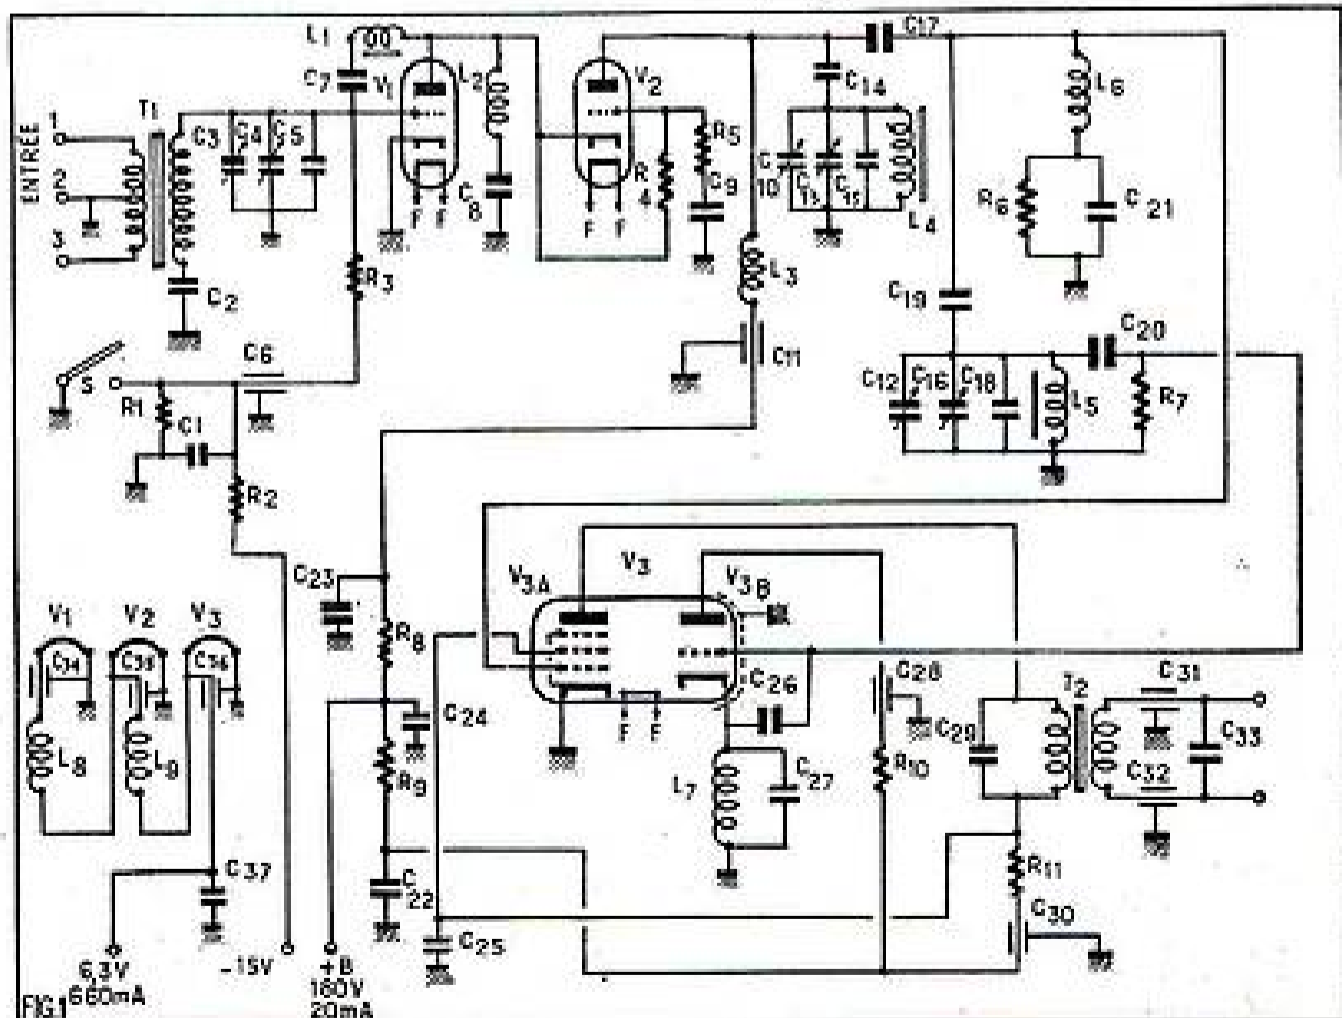 ENTRÉE
1
2
3
T1
C2
C3
C4
C5
L1
C7
V1
L2
C8
F F
R3
V2
R4
R5
C9
F F
C14
C17
C10
C13
C15
L4
L3
C11
L6
R6
C21
C19
C20
C12
C16
C18
L5
R7
S
C6
R1
C1
R2
C23
R8
C24
R9
C22
C25
V3A
V3
V3B
F F
C26
L7
C27
C28
R10
C29
T2
C31
C32
C33
R11
C30
V1
V2
V3
C34
C35
C36
L8
L9
C37
6,3V
660mA
-15V
+B
180V
20mA
FIG.1